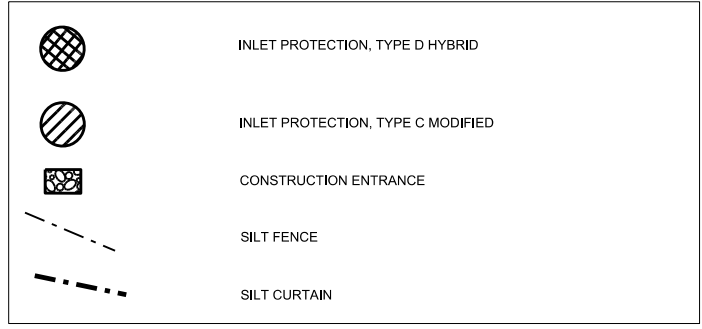 INLET PROTECTION, TYPE D HYBRID
INLET PROTECTION, TYPE C MODIFIED
CONSTRUCTION ENTRANCE
SILT FENCE
SILT CURTAIN